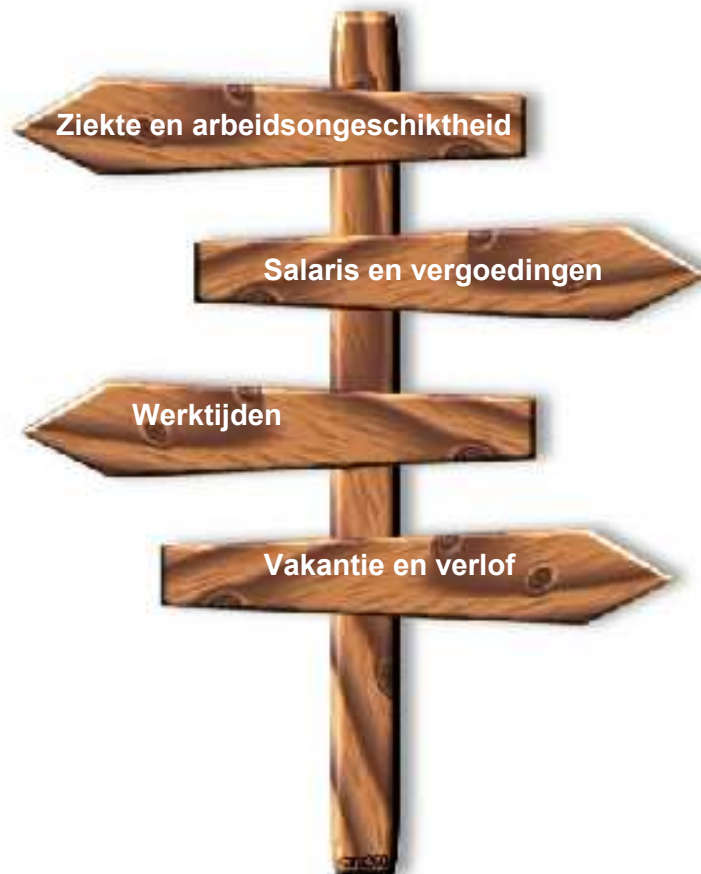 Ziekte en arbeidsongeschiktheid
Salaris en vergoedingen
Werktijden
Vakantie en verlof